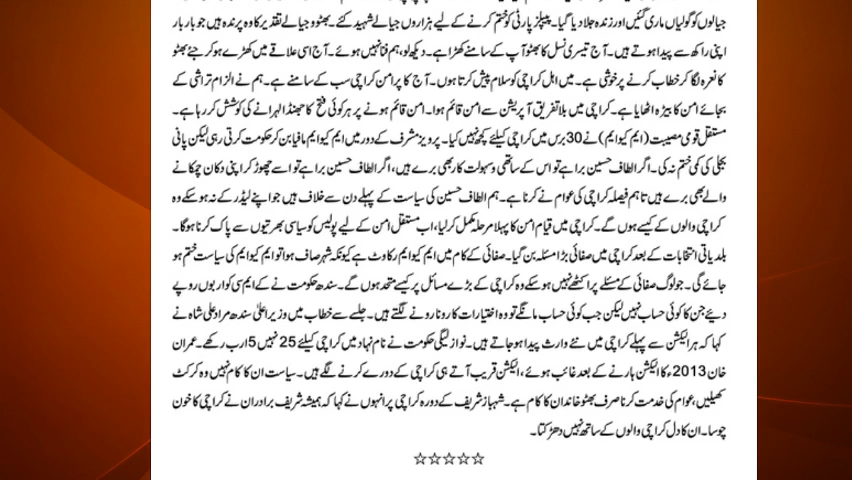 جیالوں کو گولیاں ماری گئیں اور زندہ جلا دیا گیا۔ پیپلز پارٹی کو ختم کرنے کے لیے ہزاروں جیالے شہید کئے۔ بھٹو و جیالے تقدیر کا وہ پرندہ ہیں جو بار بار
اپنی راکھ سے پیدا ہوتے ہیں۔ آج تیسری نسل کا بھٹو آپ کے سامنے کھڑا ہے۔ دیکھ لو، ہم فنا نہیں ہوئے۔ آج اسی علاقے میں کھڑے ہو کر جئے بھٹو
کا نعرہ لگا کر خطاب کرنے پر خوشی ہے۔ میں اہل کراچی کو سلام پیش کرتا ہوں۔ آج کا پر امن کراچی سب کے سامنے ہے۔ ہم نے الزام تراشی کے
بجائے امن کا بیڑہ اٹھایا ہے۔ کراچی میں بلا تفریق آپریشن سے امن قائم ہوا۔ امن قائم ہونے پر ہر کوئی فتح کا جھنڈا لہرانے کی کوشش کر رہا ہے۔
مستقل قومی مصیبت (ایم کیو ایم) نے 30 برس میں کراچی کیلئے کچھ نہیں کیا۔ پرویز مشرف کے دور میں ایم کیو ایم مافیا بن کر حکومت کرتی رہی لیکن پانی
بجلی کی کمی ختم نہ کی۔ اگر الطاف حسین برا ہے تو اس کے ساتھی و سہولت کار بھی برے ہیں، اگر الطاف حسین برا ہے تو اسے چھوڑ کر اپنی دکان چمکانے
والے بھی برے ہیں تاہم فیصلہ کراچی کی عوام نے کرنا ہے۔ ہم الطاف حسین کی سیاست کے پہلے دن سے خلاف ہیں جو اپنے لیڈر کے نہ ہو سکے وہ
کراچی والوں کے کیسے ہوں گے۔ کراچی میں قیام امن کا پہلا مرحلہ مکمل کر لیا، اب مستقل امن کے لیے پولیس کو سیاسی بھرتیوں سے پاک کرنا ہوگا۔
بلدیاتی انتخابات کے بعد کراچی میں صفائی بڑا مسئلہ بن گیا۔ صفائی کے کام میں ایم کیو ایم رکاوٹ ہے کیونکہ شہر صاف ہوا تو ایم کیو ایم کی سیاست ختم ہو
جائے گی۔ جو لوگ صفائی کے مسئلے پر اکٹھے نہیں ہو سکے وہ کراچی کے بڑے مسائل پر کیسے متحد ہوں گے۔ سندھ حکومت نے کے ایم سی کو اربوں روپے
دیئے جن کا کوئی حساب نہیں لیکن جب کوئی حساب مانگے تو وہ اختیارات کا رونا رونے لگتے ہیں۔ جلسے سے خطاب میں وزیر اعلیٰ سندھ مراد علی شاہ نے
کہا کہ ہر الیکشن سے پہلے کراچی میں نئے وارث پیدا ہو جاتے ہیں۔ نواز لیگی حکومت نے نام نہاد میں کراچی کیلئے 25 نہیں 5 ارب رکھے۔ عمران
خان 2013ء کا الیکشن ہارنے کے بعد غائب ہوئے، الیکشن قریب آتے ہی کراچی کے دورے کرنے لگے ہیں۔ سیاست ان کا کام نہیں وہ کرکٹ
کھیلیں، عوام کی خدمت کرنا صرف بھٹو خاندان کا کام ہے۔ شہباز شریف کے دورہ کراچی پر انہوں نے کہا کہ ہمیشہ شریف برادران نے کراچی کا خون
چوسا۔ ان کا دل کراچی والوں کے ساتھ نہیں دھڑکتا۔
☆☆☆☆☆